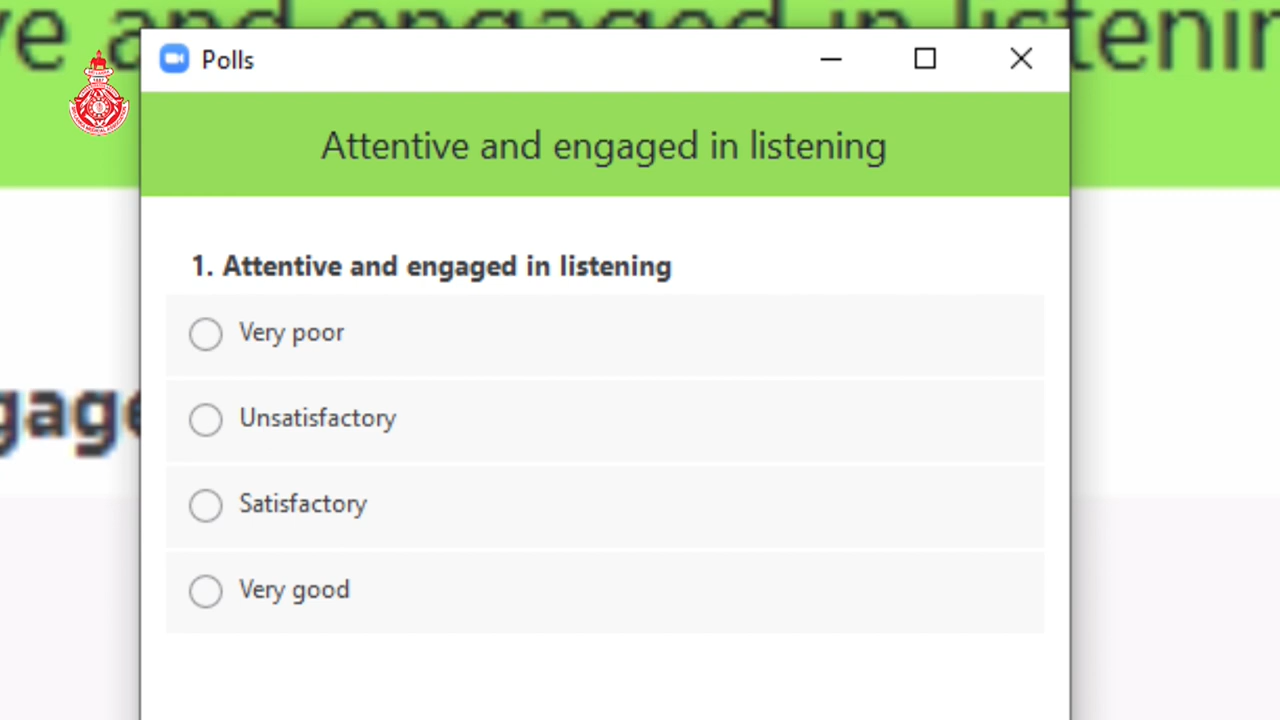 Polls
Attentive and engaged in listening
1. Attentive and engaged in listening
Very poor
Unsatisfactory
Satisfactory
Very good